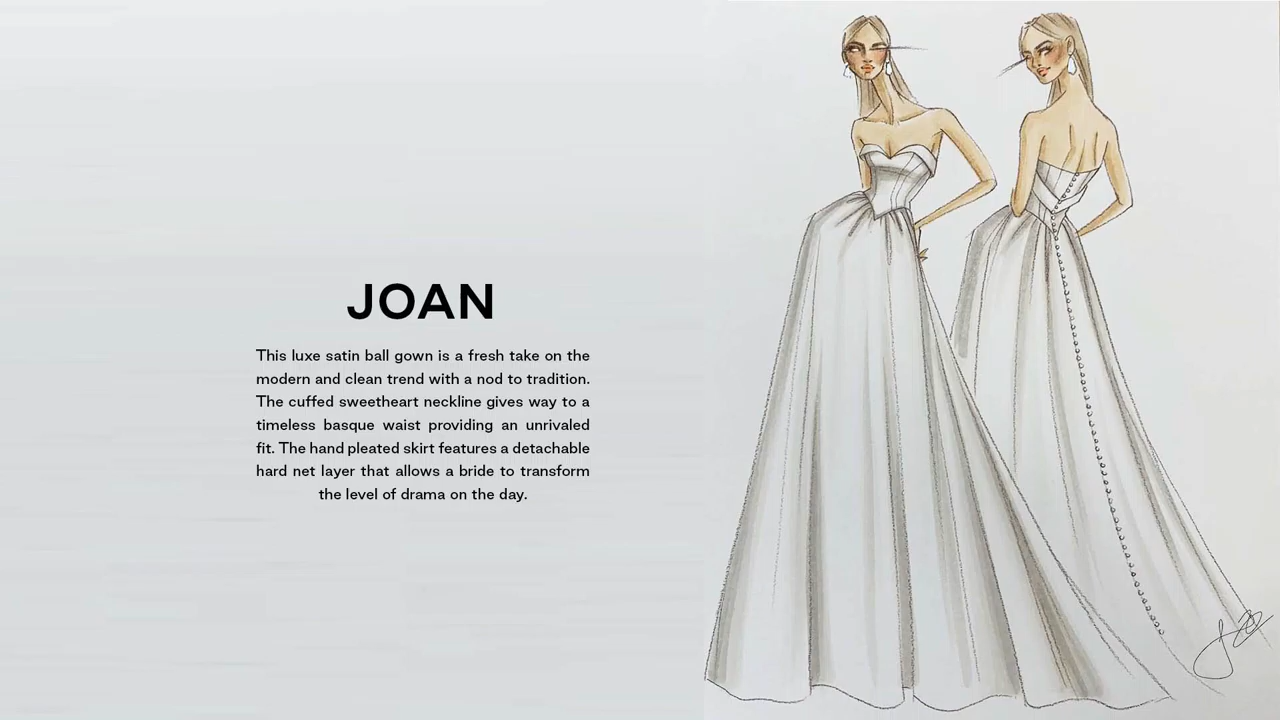 JOAN
This luxe satin ball gown is a fresh take on the
modern and clean trend with a nod to tradition.
The cuffed sweetheart neckline gives way to a
timeless basque waist providing an unrivaled
fit. The hand pleated skirt features a detachable
hard net layer that allows a bride to transform
the level of drama on the day.